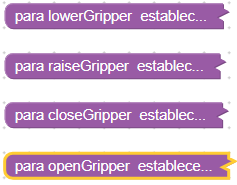 para lowerGripper establec...
para raiseGripper establec...
para closeGripper establec...
para openGripper establece...